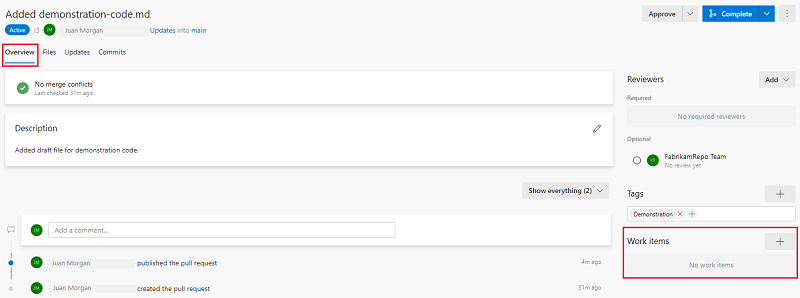 Added demonstration-code.md
Approve
Complete
Active 13 JM Juan Morgan Updates into main
Overview Files Updates Commits
No merge conflicts
Last checked 31m ago
Description
Added draft file for demonstration code.
Show everything (2)
JM Add a comment...
JM Juan Morgan published the pull request 4m ago
JM Juan Morgan created the pull request 31m ago
Reviewers Add
Required
No required reviewers
Optional
JM FabrikamRepo Team
No review yet
Tags
Demonstration
Work items
No work items